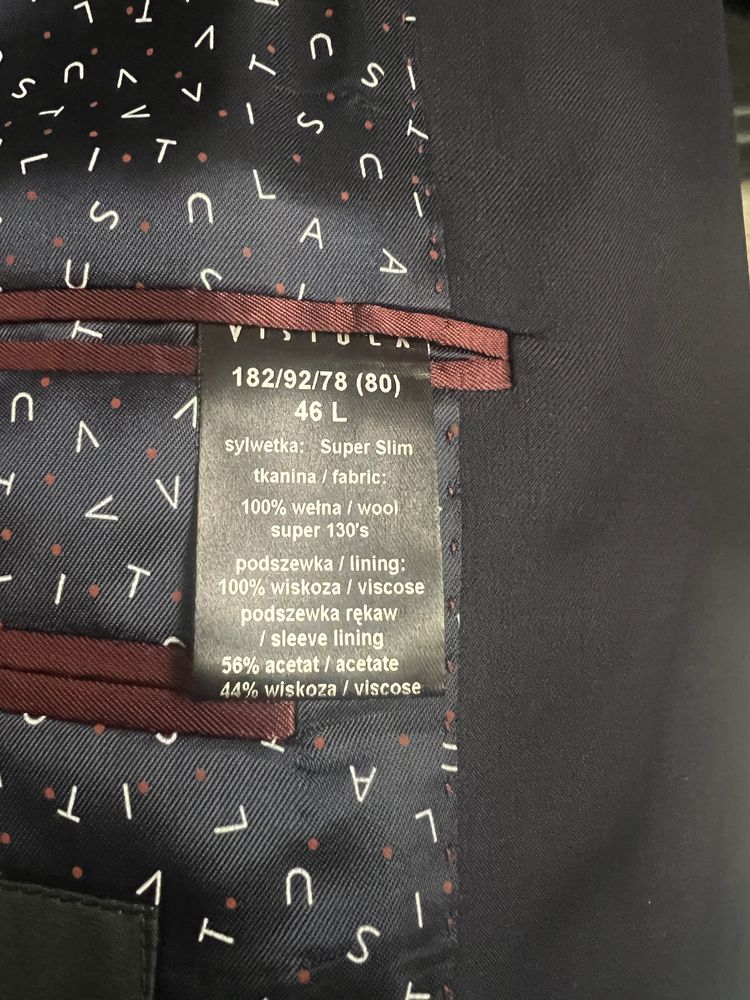 VISTULA
182/92/78 (80)
46 L
sylwetka: Super Slim
tkanina / fabric:
100% wełna / wool
super 130's
podszewka / lining:
100% wiskoza / viscose
podszewka rękaw
/ sleeve lining
56% acetat / acetate
44% wiskoza / viscose